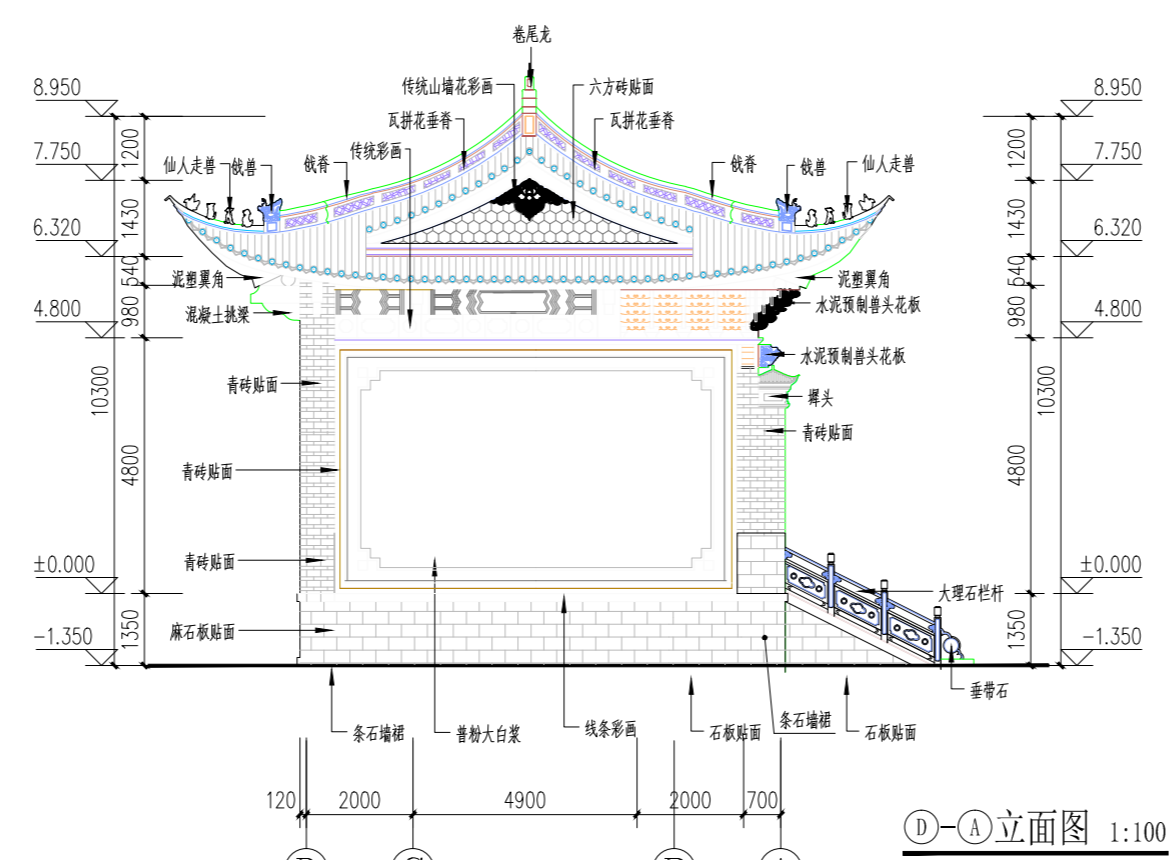 卷尾龙
8.950
传统山墙花彩画
六方砖贴面
8.950
瓦拼花垂脊
瓦拼花垂脊
1200
1200
7.750
仙人走兽
戗兽
戗脊
传统彩画
戗脊
戗兽
仙人走兽
7.750
1430
1430
6.320
6.320
640
泥塑翼角
泥塑翼角
640
980
混凝土挑梁
水泥预制兽头花板
980
4.800
4.800
水泥预制兽头花板
青砖贴面
墀头
10300
10300
青砖贴面
4800
青砖贴面
4800
青砖贴面
±0.000
±0.000
大理石栏杆
1350
麻石板贴面
1350
-1.350
-1.350
垂带石
条石墙裙
普粉大白浆
线条彩画
石板贴面
条石墙裙
石板贴面
120
2000
4900
2000
700
D-A立面图 1:100